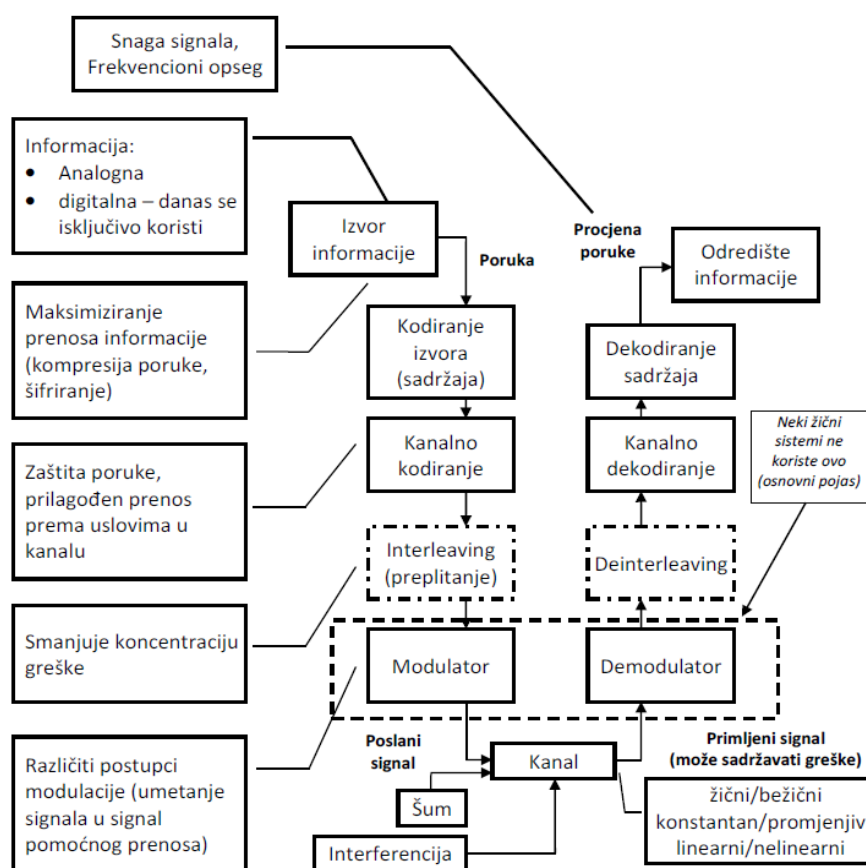 Snaga signala,
Frekvencioni opseg
Informacija:
• Analogna
• digitalna – danas se
isključivo koristi
Izvor
informacije
Poruka
Procjena
poruke
Odredište
informacije
Maksimiziranje
prenosa informacije
(kompresija poruke,
šifriranje)
Kodiranje
izvora
(sadržaja)
Dekodiranje
sadržaja
Neki žični
sistemi ne
koriste ovo
(osnovni pojas)
Zaštita poruke,
prilagođen prenos
prema uslovima u
kanalu
Kanalno
kodiranje
Kanalno
dekodiranje
Interleaving
(preplitanje)
Deinterleaving
Smanjuje koncentraciju
greške
Modulator
Demodulator
Poslani
signal
Primljeni signal
(može sadržavati greške)
Različiti postupci
modulacije (umetanje
signala u signal
pomoćnog prenosa)
Kanal
Šum
Interferencija
žični/bežični
konstantan/promjenjiv
linearni/nelinearni